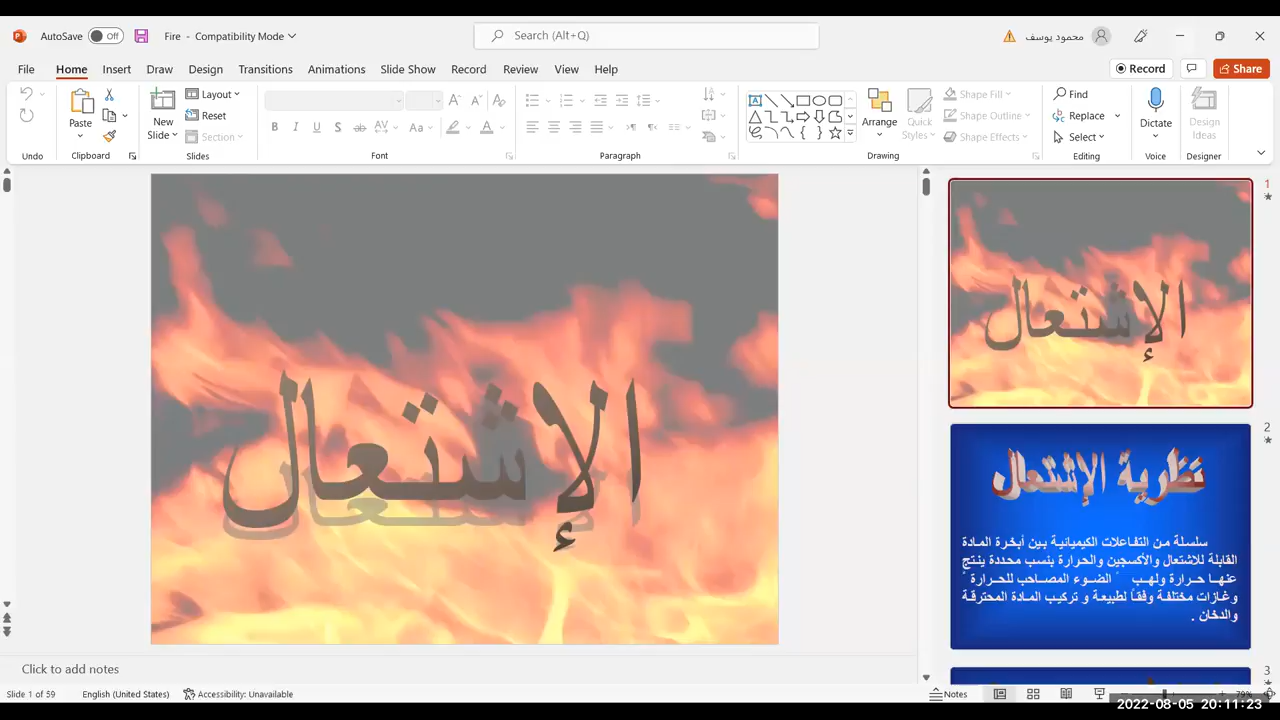 AutoSave Off Fire - Compatibility Mode Search (Alt+Q) محمود يوسف
File Home Insert Draw Design Transitions Animations Slide Show Record Review View Help Record Share
Layout Shape Fill Find
Paste New Slide Reset Arrange Quick Styles Shape Outline Replace Dictate Design Ideas
Section Shape Effects Select
Undo Clipboard Slides Font Paragraph Drawing Editing Voice Designer
الإشتعال
1
الإشتعال
2
نظرية الإشتعال
سلسلة من التفاعلات الكيميائية بين أبخرة المادة
القابلة للاشتعال والأكسجين والحرارة بنسب محددة ينتج
عنها حرارة ولهب " الضوء المصاحب للحرارة "
وغازات مختلفة وفقاً لطبيعة و تركيب المادة المحترقة
والدخان .
3
Click to add notes
Slide 1 of 59 English (United States) Accessibility: Unavailable Notes 79%
2022-08-05 20:11:23